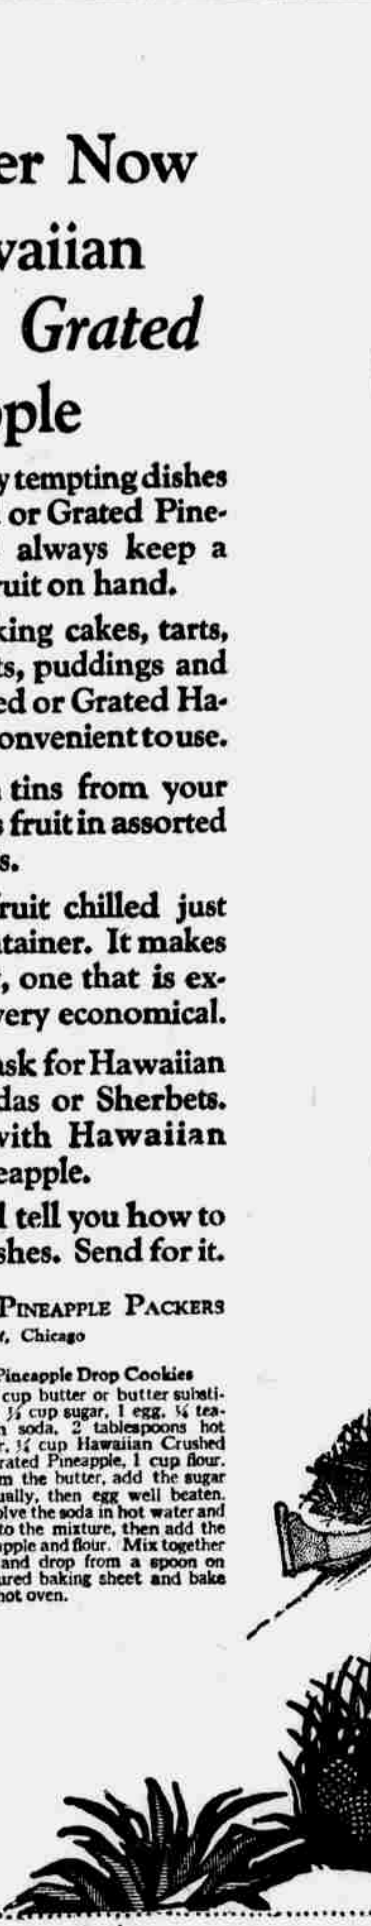 er Now
vaiian
Grated
pple
y tempting dishes
or Grated Pine-
always keep a
ruit on hand.
king cakes, tarts,
ts, puddings and
ed or Grated Ha-
onvenient to use.
tins from your
s fruit in assorted
s.
ruit chilled just
tainer. It makes
, one that is ex-
very economical.
ask for Hawaiian
das or Sherbets.
with Hawaiian
eapple.
l tell you how to
shes. Send for it.
PINEAPPLE PACKERS
t, Chicago
Pineapple Drop Cookies
cup butter or butter substi-
cup sugar, 1 egg, ¼ tea-
n soda, 2 tablespoons hot
r, cup Hawaiian Crushed
rated Pineapple, 1 cup flour.
m the butter, add the sugar
ually, then egg well beaten.
olve the soda in hot water and
to the mixture, then add the
apple and flour. Mix together
and drop from a spoon on
ured baking sheet and bake
hot oven.